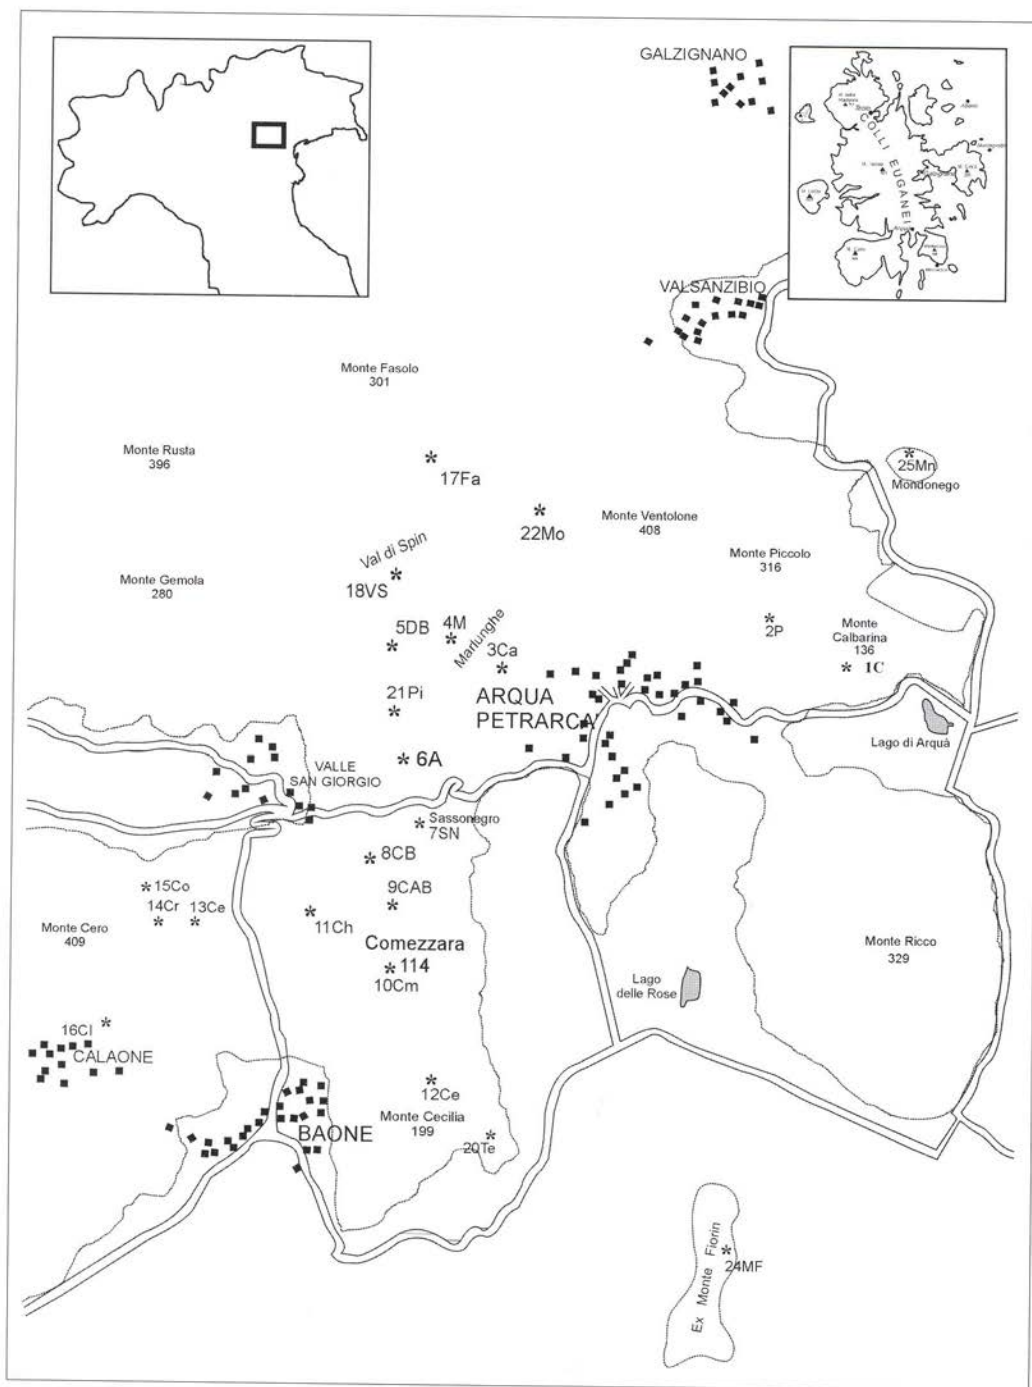 GALZIGNANO
COLLI EUGANEI
VALSANZIBIO
Monte Fasolo
301
Monte Rusta
396
17Fa
25Mn
Mondonego
22Mo
Monte Ventolone
408
Val di Spin
Monte Piccolo
316
Monte Gemola
280
18VS
5DB
4M
Marlunghe
3Ca
2P
Monte
Calbarina
136
1C
21Pi
ARQUA
PETRARCA
Lago di Arquà
6A
VALLE
SAN GIORGIO
Sassonegro
7SN
8CB
9CAB
15Co
14Cr
13Ce
11Ch
Monte Cero
409
Comezzara
114
10Cm
Monte Ricco
329
Lago
delle Rose
16Cl
CALAONE
12Ce
Monte Cecilia
199
BAONE
20Te
Ex Monte Fiorin
24MF